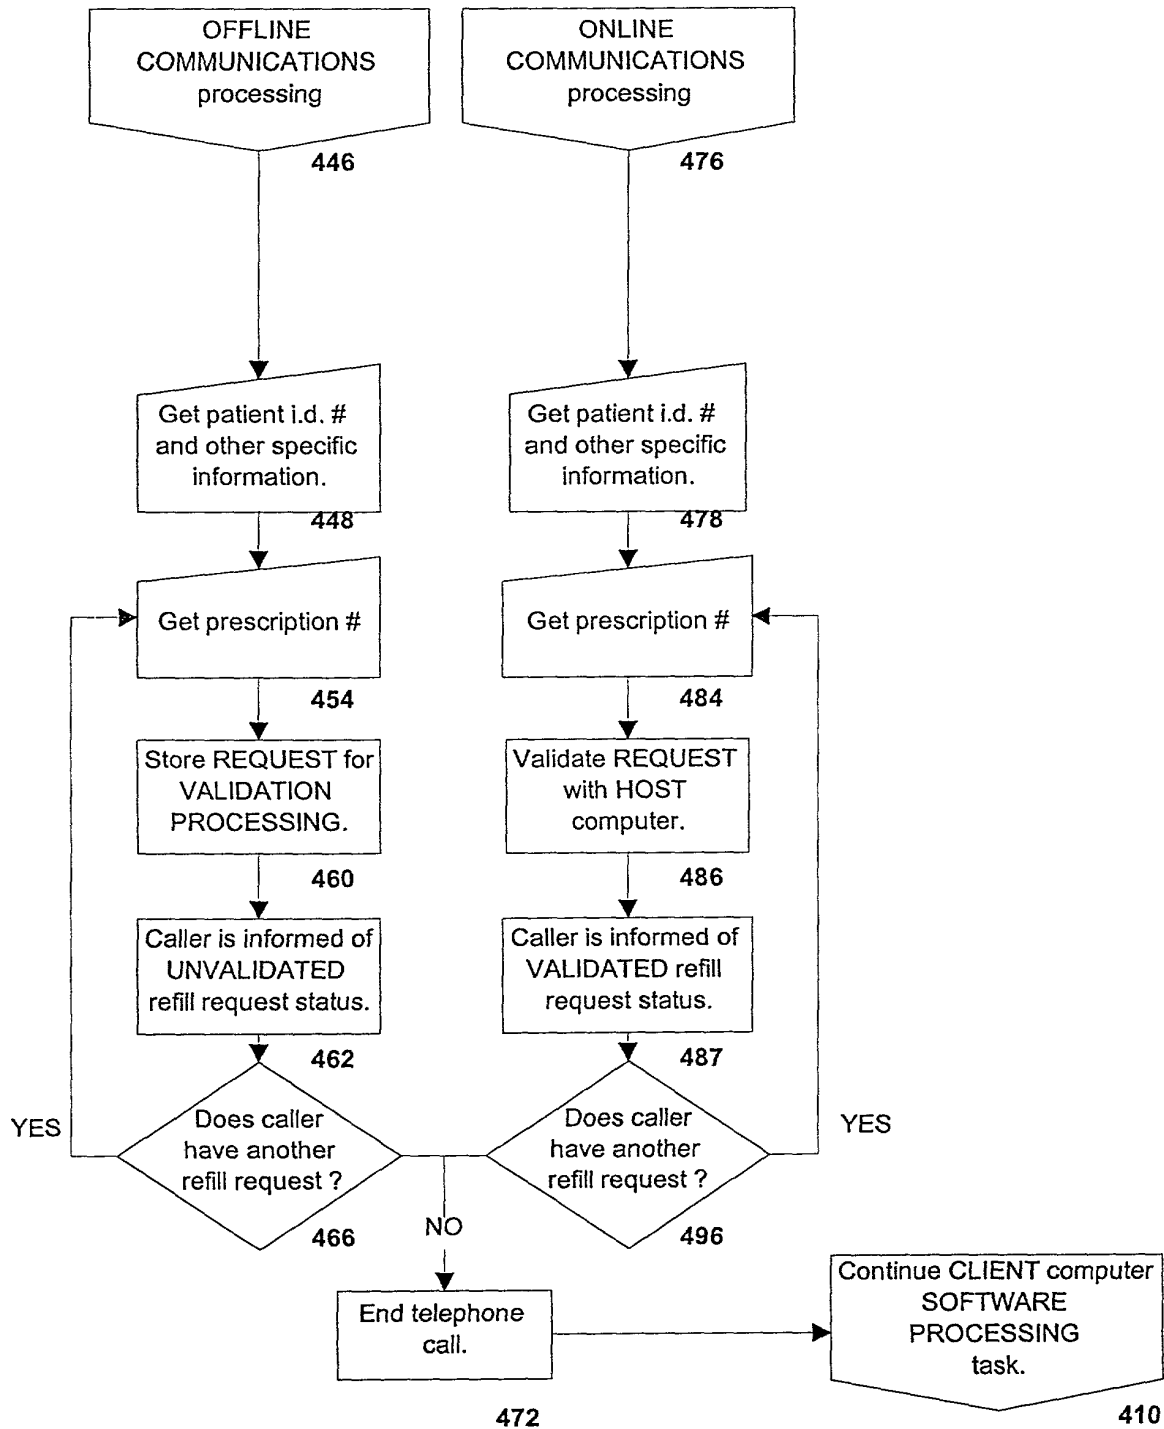 OFFLINE
COMMUNICATIONS
processing
446
ONLINE
COMMUNICATIONS
processing
476
Get patient i.d. #
and other specific
information.
448
Get patient i.d. #
and other specific
information.
478
Get prescription #
454
Get prescription #
484
Store REQUEST for
VALIDATION
PROCESSING.
460
Validate REQUEST
with HOST
computer.
486
Caller is informed of
UNVALIDATED
refill request status.
462
Caller is informed of
VALIDATED refill
request status.
487
YES
Does caller
have another
refill request ?
466
Does caller
have another
refill request ?
496
YES
NO
End telephone
call.
472
Continue CLIENT computer
SOFTWARE
PROCESSING
task.
410